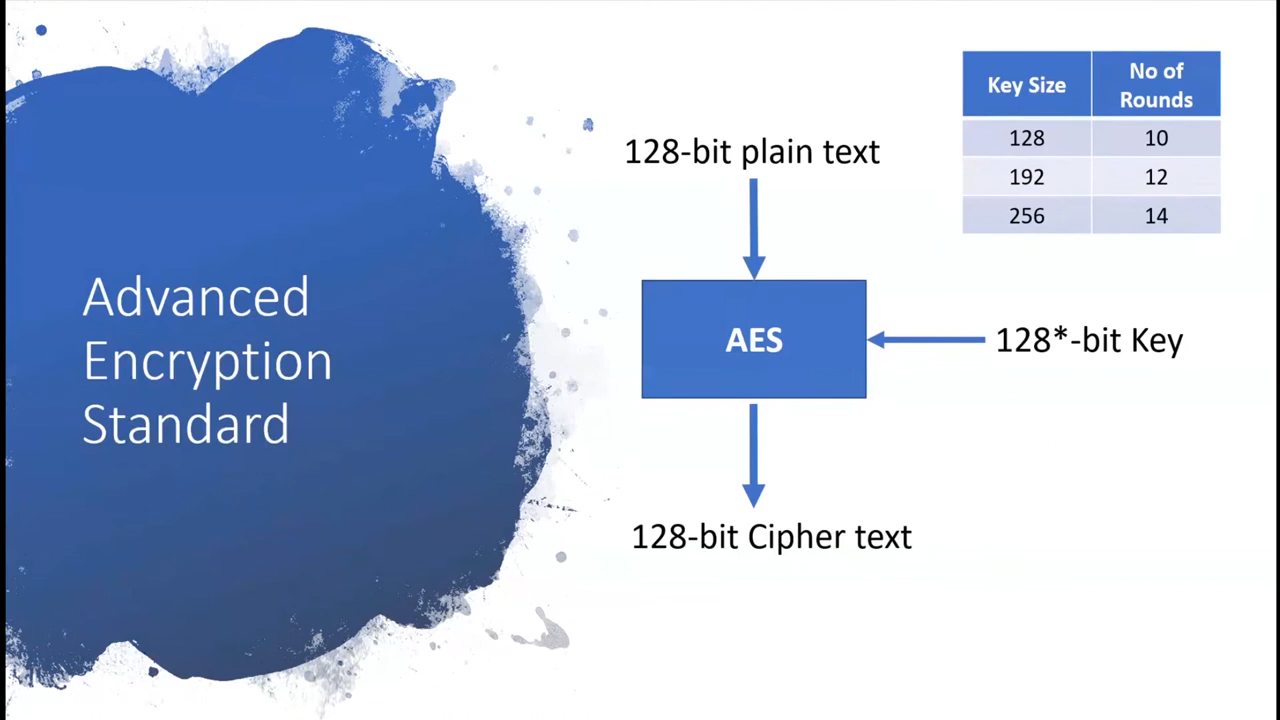 Advanced
Encryption
Standard
128-bit plain text
AES
128*-bit Key
128-bit Cipher text
Key Size No of Rounds
128 10
192 12
256 14